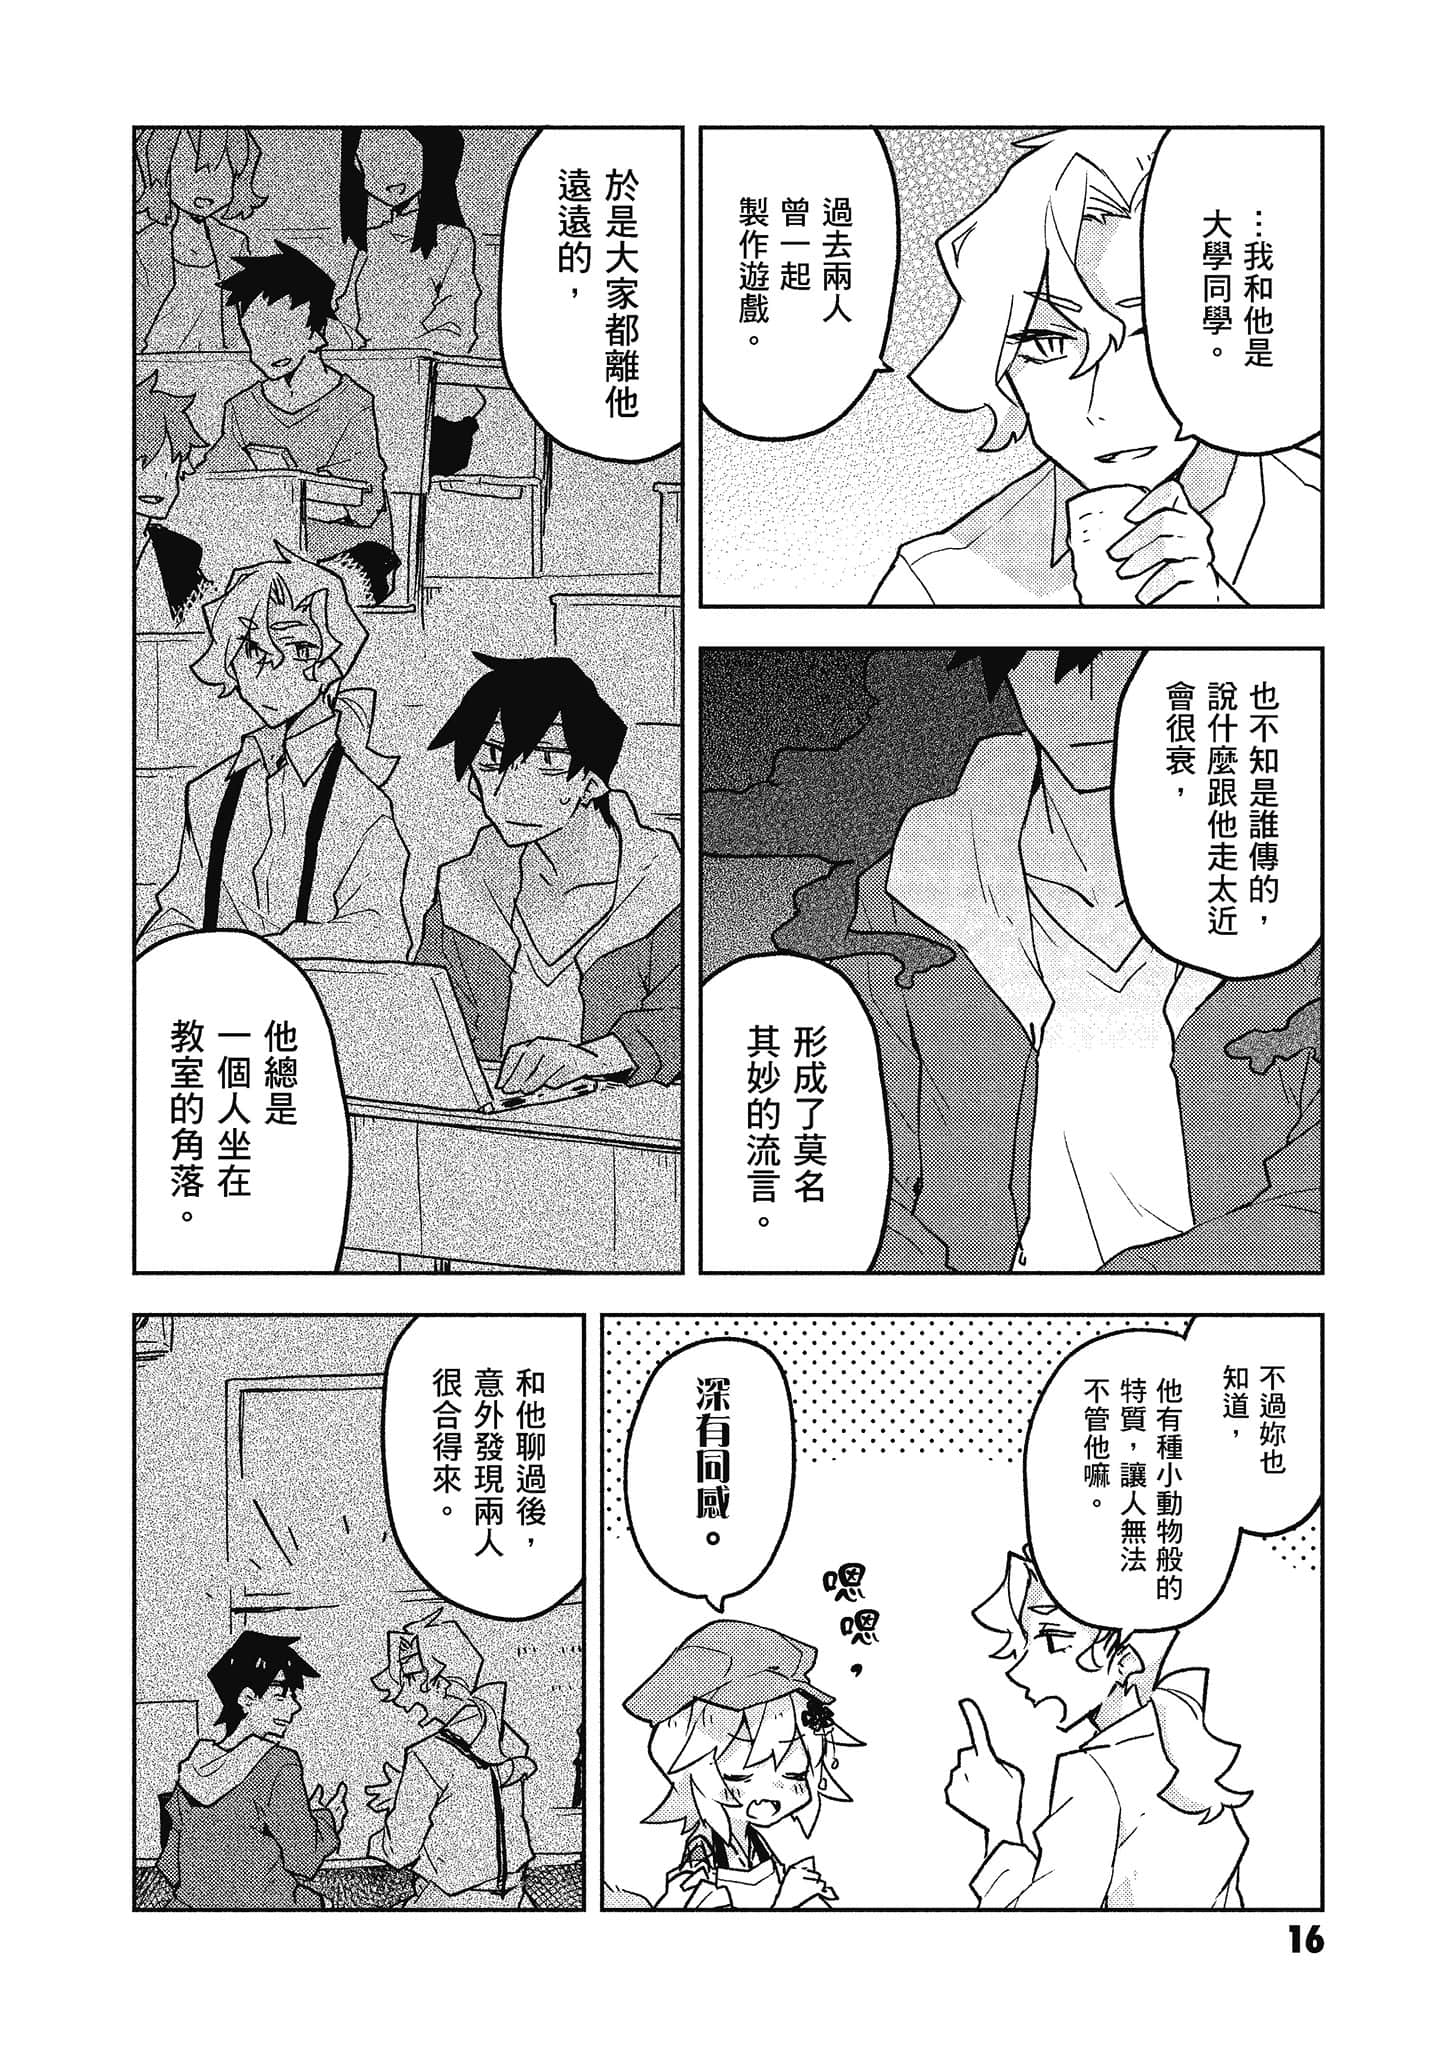 …我和他是
大學同學。
過去兩人
曾一起
製作遊戲。
也不知是誰傳的，
說什麼跟他走太近
會很衰，
形成了莫名
其妙的流言。
於是大家都離他
遠遠的，
他總是
一個人坐在
教室的角落。
不過妳也
知道，
他有種小動物般的
特質，讓人無法
不管他嘛。
嗯
嗯，
深有同感。
和他聊過後，
意外發現兩人
很合得來。
16